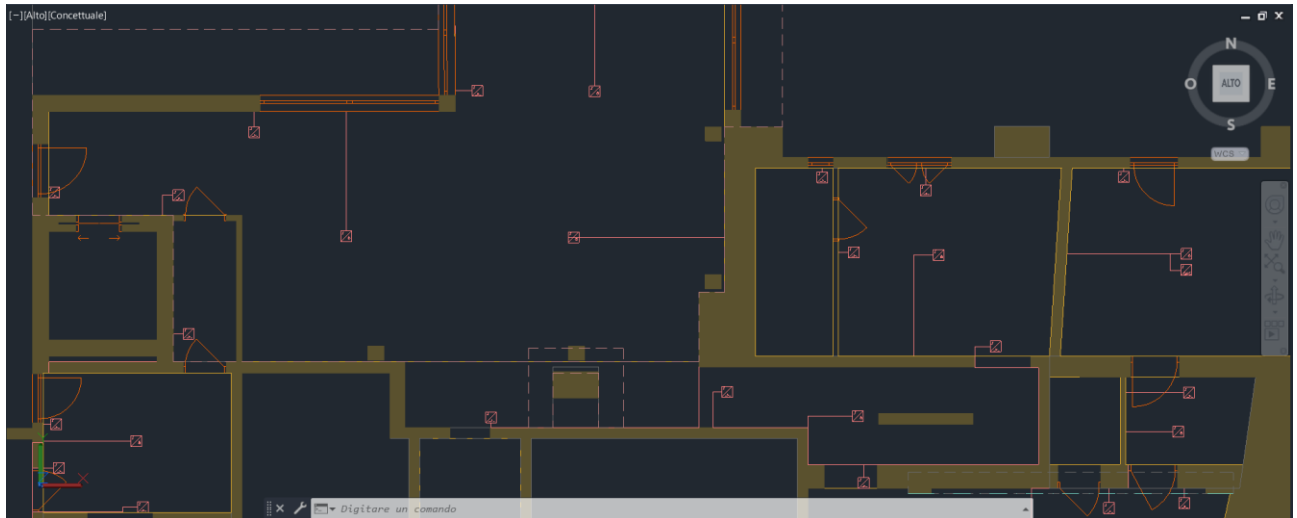 [−][Alto][Concettuale]
N
O
ALTO
E
S
WCS
X
Digitare un comando